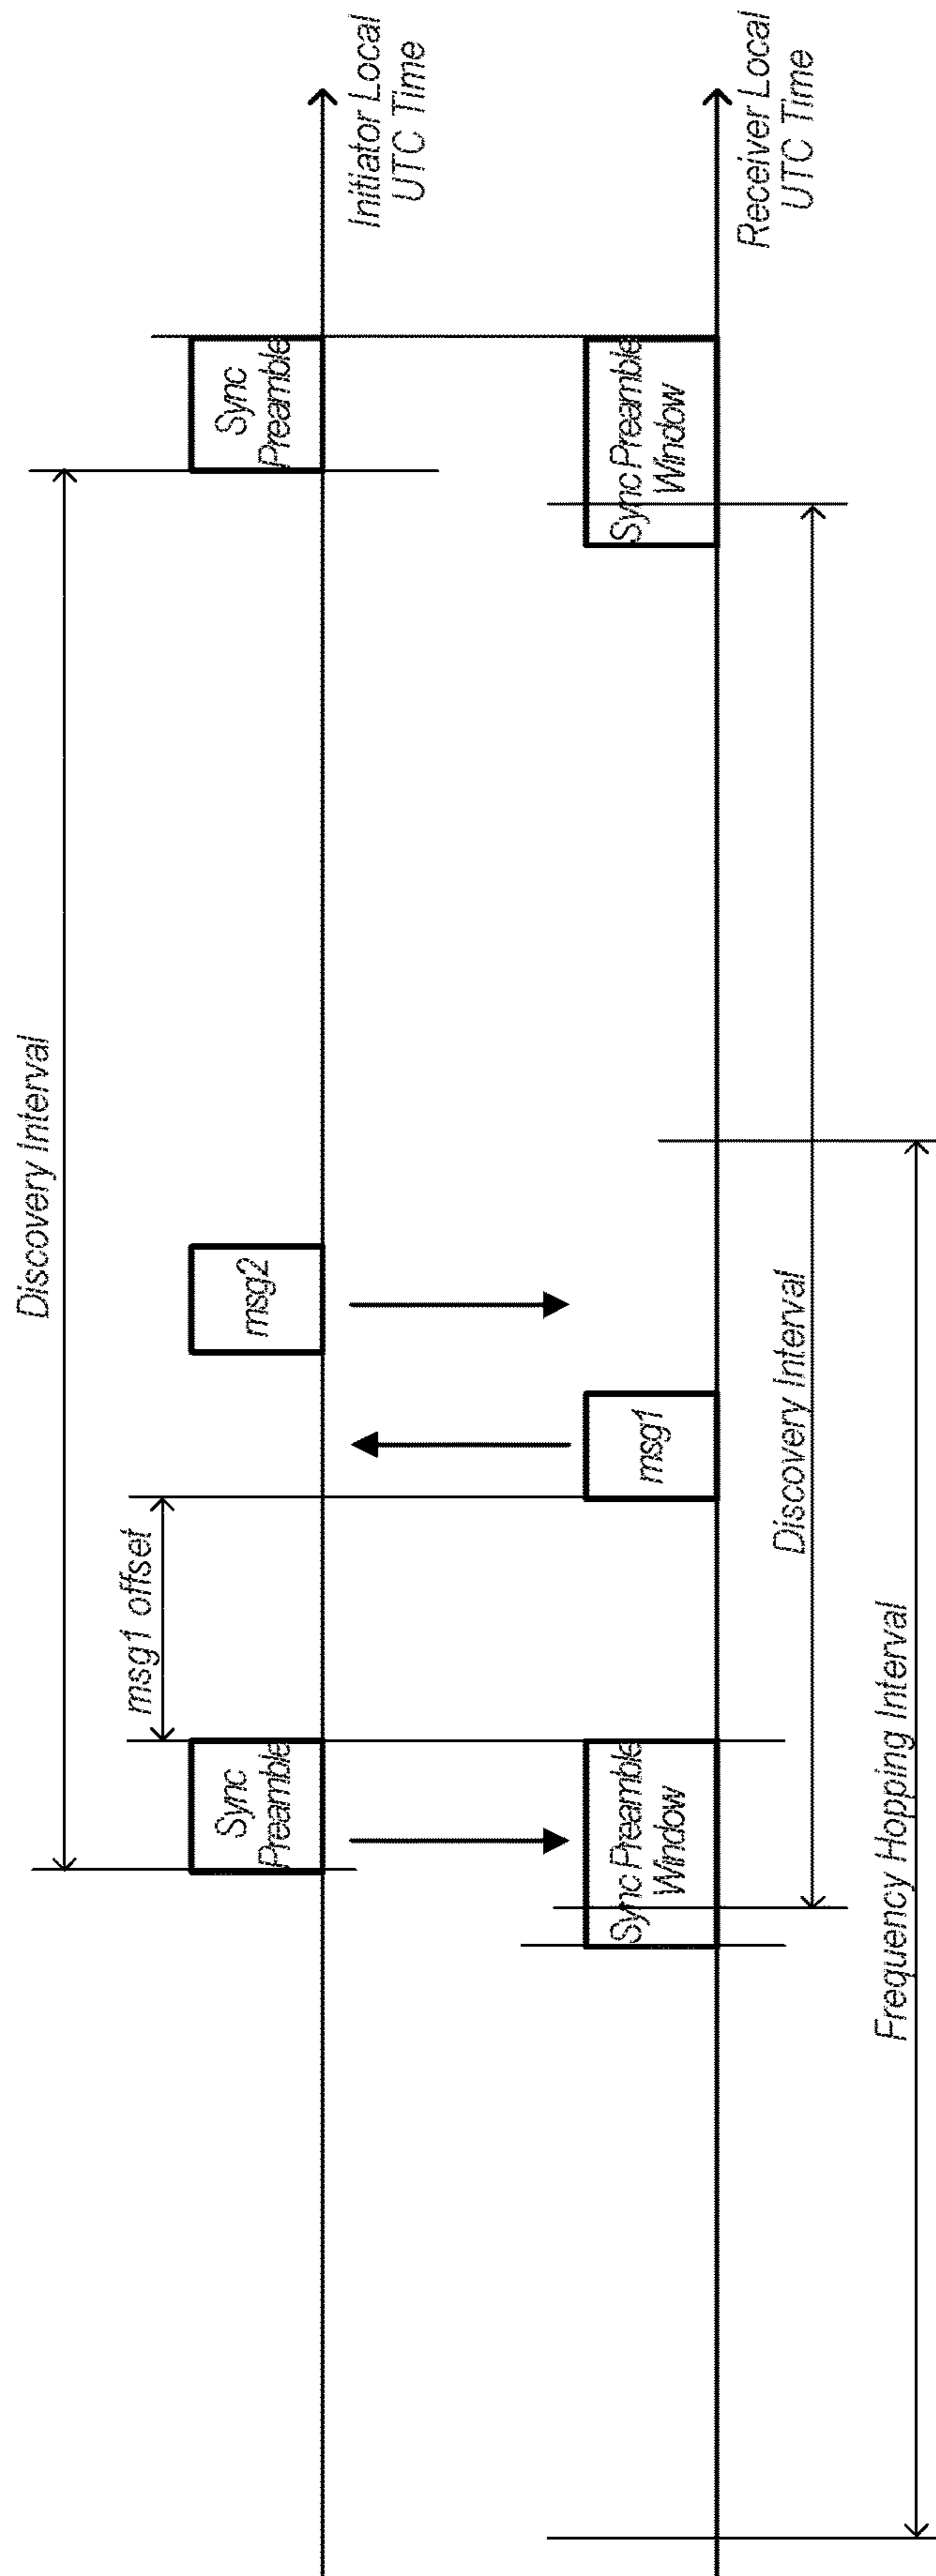 Discovery Interval
msg1 offset
Sync
Preamble
msg2
Sync
Preamble
Initiator Local
UTC Time
Sync Preamble
Window
msg1
Sync Preamble
Window
Receiver Local
UTC Time
Discovery Interval
Frequency Hopping Interval